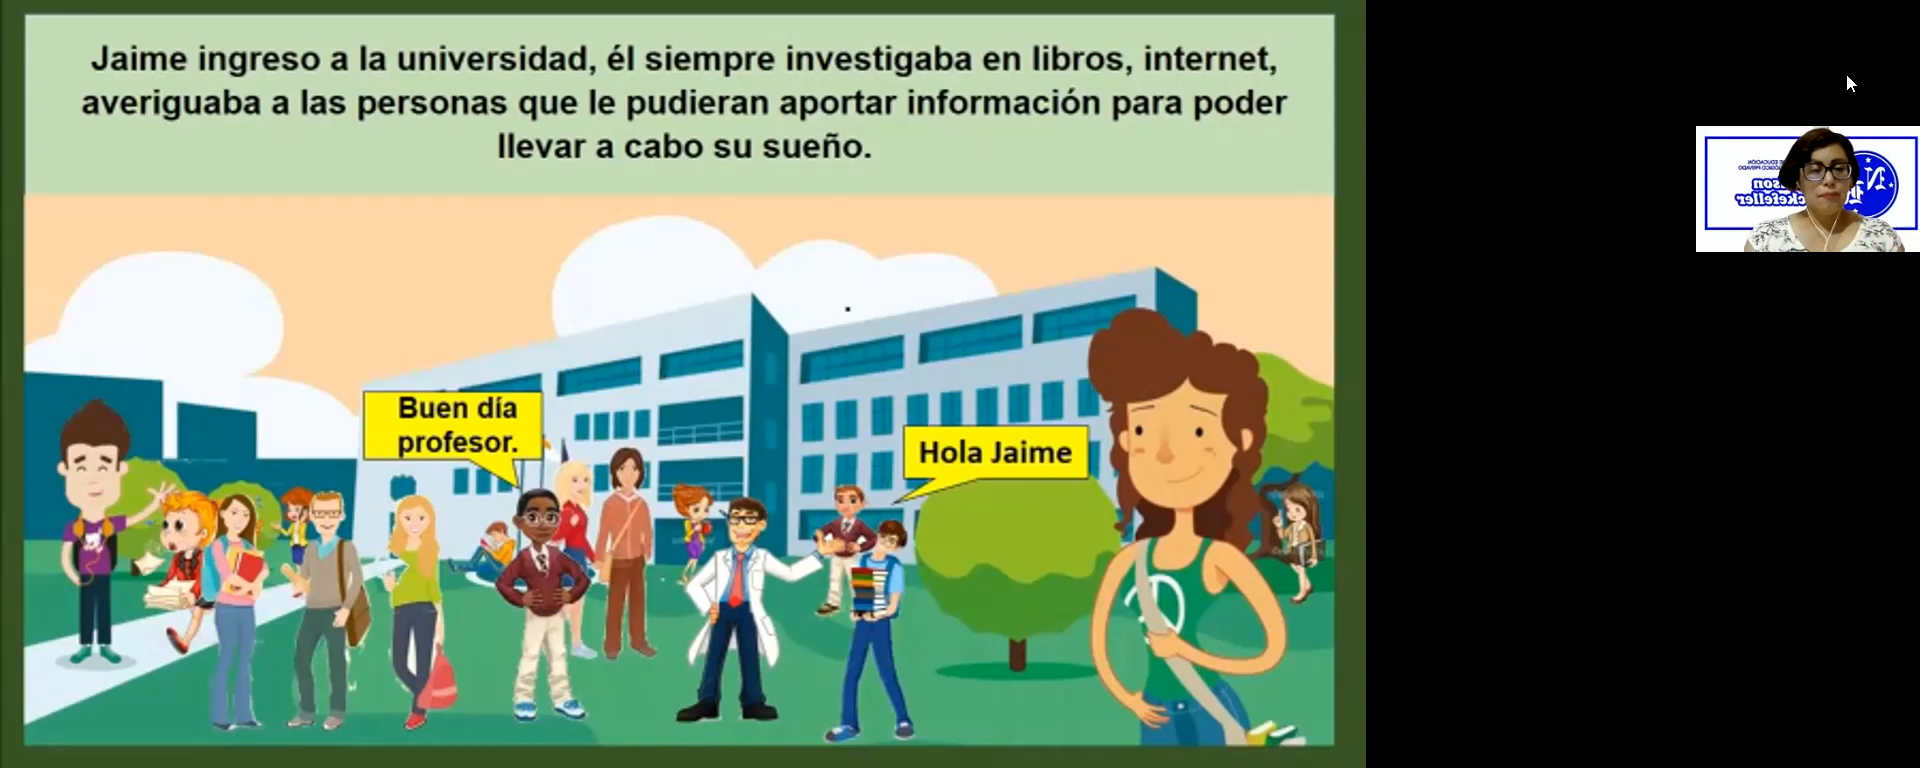 Jaime ingreso a la universidad, él siempre investigaba en libros, internet,
averiguaba a las personas que le pudieran aportar información para poder
llevar a cabo su sueño.
Buen día
profesor.
Hola Jaime